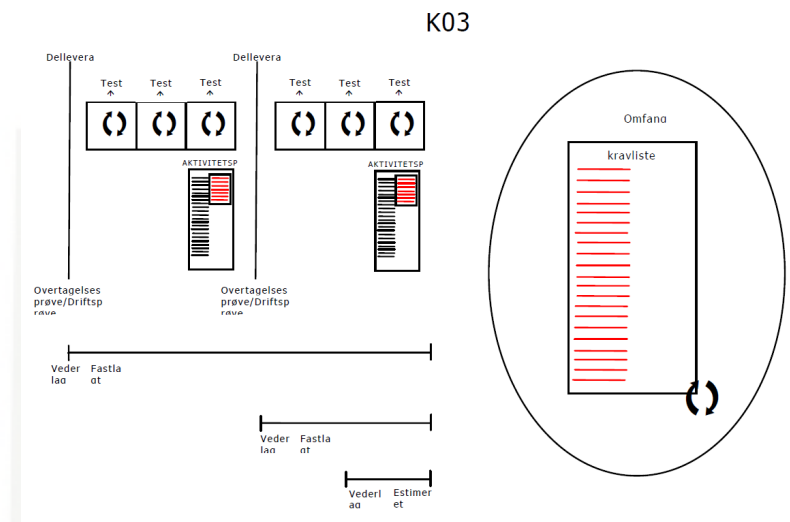 K03
Dellevera
Dellevera
Test
Test
Test
Test
Test
Test
AKTIVITETSP
AKTIVITETSP
Omfang
kravliste
Overtagelses
prøve/Driftsp
røve
Overtagelses
prøve/Driftsp
røve
Veder
lag
Fastla
gt
Veder
lag
Fastla
gt
Vederl
ag
Estimer
et